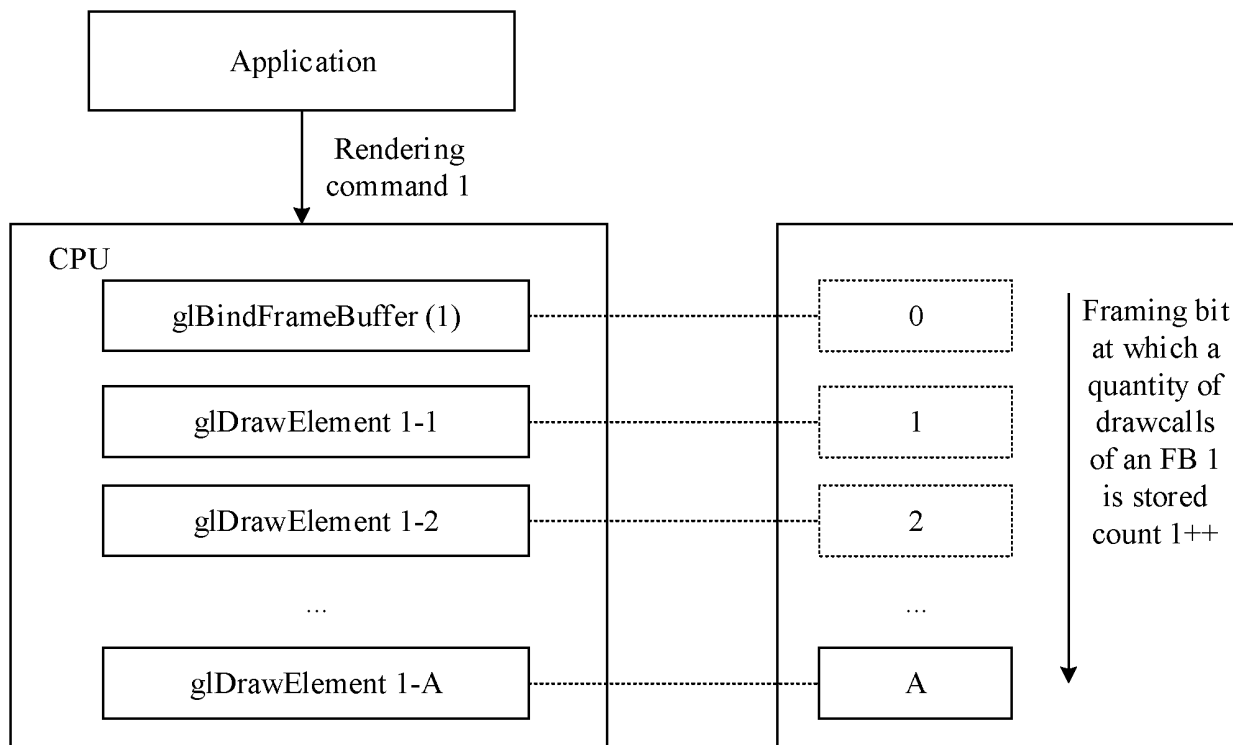 Application
Rendering
command 1
CPU
glBindFrameBuffer (1)
0
glDrawElement 1-1
1
glDrawElement 1-2
2
...
...
glDrawElement 1-A
A
Framing bit
at which a
quantity of
drawcalls
of an FB 1
is stored
count 1++